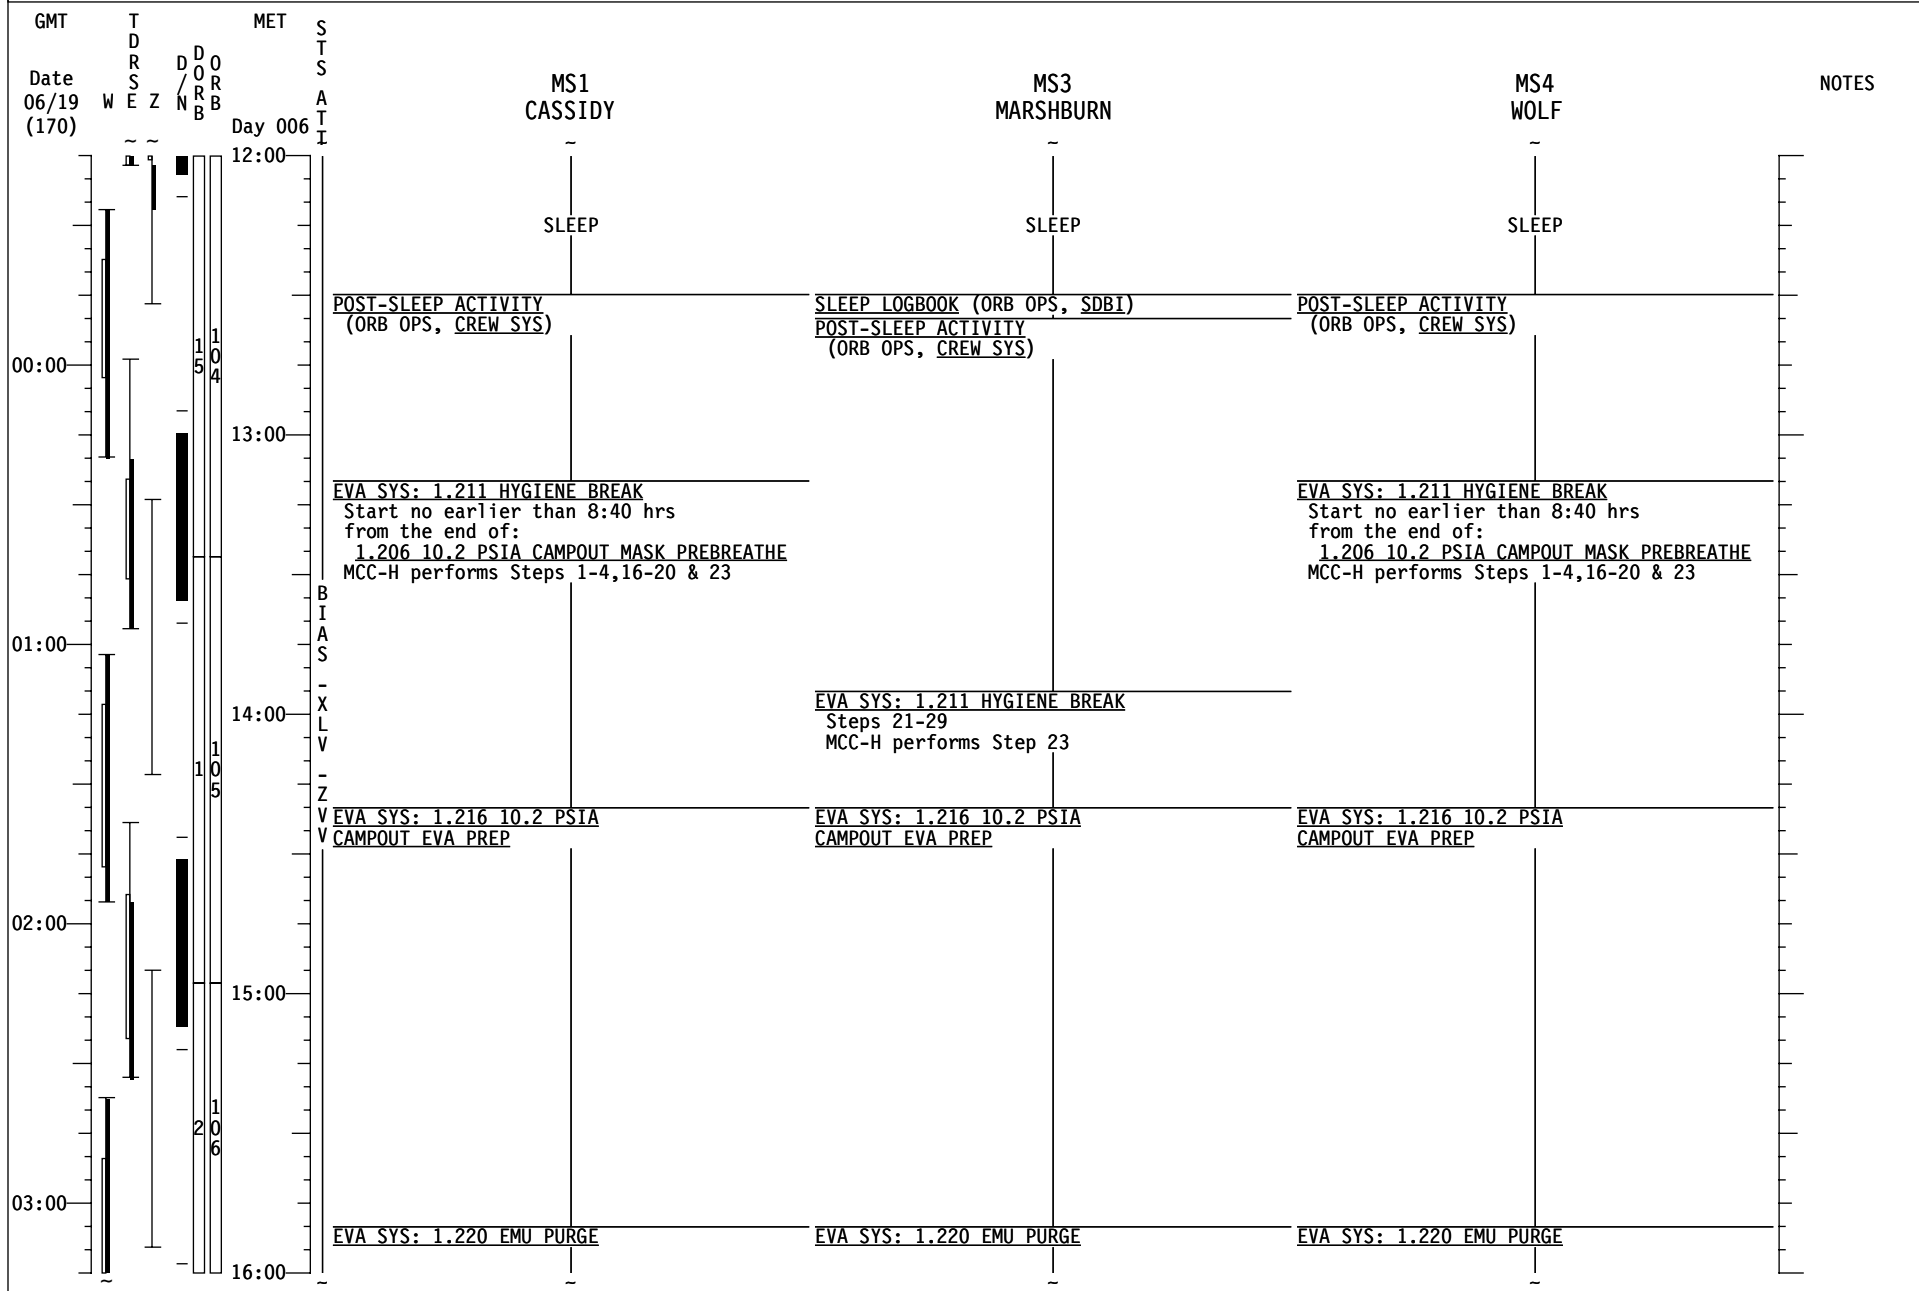 GMT
TDRS
MET
STS ATT
D/N
DORB
ORB
Date
06/19
(170)
W E Z
Day 006
MS1
CASSIDY
MS3
MARSHBURN
MS4
WOLF
NOTES
~ ~ ~ ~ ~
12:00
SLEEP SLEEP SLEEP
POST-SLEEP ACTIVITY
(ORB OPS, CREW SYS)
SLEEP LOGBOOK (ORB OPS, SDBI)
POST-SLEEP ACTIVITY
(ORB OPS, CREW SYS)
POST-SLEEP ACTIVITY
(ORB OPS, CREW SYS)
15
104
00:00
13:00
EVA SYS: 1.211 HYGIENE BREAK
Start no earlier than 8:40 hrs
from the end of:
1.206 10.2 PSIA CAMPOUT MASK PREBREATHE
MCC-H performs Steps 1-4,16-20 & 23
EVA SYS: 1.211 HYGIENE BREAK
Start no earlier than 8:40 hrs
from the end of:
1.206 10.2 PSIA CAMPOUT MASK PREBREATHE
MCC-H performs Steps 1-4,16-20 & 23
BIAS -XLV -ZVV
01:00
EVA SYS: 1.211 HYGIENE BREAK
Steps 21-29
MCC-H performs Step 23
14:00
1
105
EVA SYS: 1.216 10.2 PSIA
CAMPOUT EVA PREP
EVA SYS: 1.216 10.2 PSIA
CAMPOUT EVA PREP
EVA SYS: 1.216 10.2 PSIA
CAMPOUT EVA PREP
02:00
15:00
2
106
03:00
EVA SYS: 1.220 EMU PURGE
EVA SYS: 1.220 EMU PURGE
EVA SYS: 1.220 EMU PURGE
16:00
~ ~ ~ ~ ~